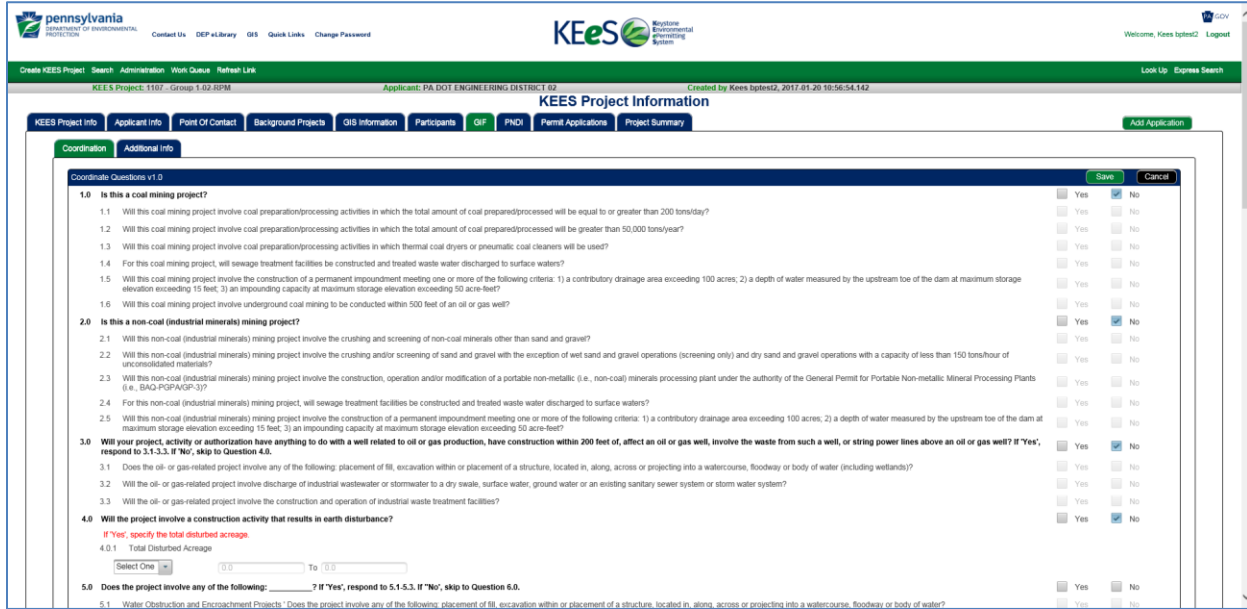 pennsylvania
DEPARTMENT OF ENVIRONMENTAL
PROTECTION
Contact Us DEP eLibrary GIS Quick Links Change Password
KEeS Keystone
Environmental
ePermitting
System
PA GOV
Welcome, Kees bptest2 Logout
Create KEES Project Search Administration Work Queue Refresh Link Look Up Express Search
KEES Project: 1107 - Group 1-02-RPM Applicant: PA DOT ENGINEERING DISTRICT 02 Created by Kees bptest2, 2017-01-20 10:56:54.142
KEES Project Information
KEES Project Info Applicant Info Point Of Contact Background Projects GIS Information Participants GIF PNDI Permit Applications Project Summary Add Application
Coordination Additional Info
Coordinate Questions v1.0 Save Cancel
1.0 Is this a coal mining project? Yes No
1.1 Will this coal mining project involve coal preparation/processing activities in which the total amount of coal prepared/processed will be equal to or greater than 200 tons/day? Yes No
1.2 Will this coal mining project involve coal preparation/processing activities in which the total amount of coal prepared/processed will be greater than 50,000 tons/year? Yes No
1.3 Will this coal mining project involve coal preparation/processing activities in which thermal coal dryers or pneumatic coal cleaners will be used? Yes No
1.4 For this coal mining project, will sewage treatment facilities be constructed and treated waste water discharged to surface waters? Yes No
1.5 Will this coal mining project involve the construction of a permanent impoundment meeting one or more of the following criteria: 1) a contributory drainage area exceeding 100 acres; 2) a depth of water measured by the upstream toe of the dam at maximum storage
elevation exceeding 15 feet; 3) an impounding capacity at maximum storage elevation exceeding 50 acre-feet? Yes No
1.6 Will this coal mining project involve underground coal mining to be conducted within 500 feet of an oil or gas well? Yes No
2.0 Is this a non-coal (industrial minerals) mining project? Yes No
2.1 Will this non-coal (industrial minerals) mining project involve the crushing and screening of non-coal minerals other than sand and gravel? Yes No
2.2 Will this non-coal (industrial minerals) mining project involve the crushing and/or screening of sand and gravel with the exception of wet sand and gravel operations (screening only) and dry sand and gravel operations with a capacity of less than 150 tons/hour of
unconsolidated materials? Yes No
2.3 Will this non-coal (industrial minerals) mining project involve the construction, operation and/or modification of a portable non-metallic (i.e., non-coal) minerals processing plant under the authority of the General Permit for Portable Non-metallic Mineral Processing Plants
(i.e., BAQ-PGPA/GP-3)? Yes No
2.4 For this non-coal (industrial minerals) mining project, will sewage treatment facilities be constructed and treated waste water discharged to surface waters? Yes No
2.5 Will this non-coal (industrial minerals) mining project involve the construction of a permanent impoundment meeting one or more of the following criteria: 1) a contributory drainage area exceeding 100 acres; 2) a depth of water measured by the upstream toe of the dam at
maximum storage elevation exceeding 15 feet; 3) an impounding capacity at maximum storage elevation exceeding 50 acre-feet? Yes No
3.0 Will your project, activity or authorization have anything to do with a well related to oil or gas production, have construction within 200 feet of, affect an oil or gas well, involve the waste from such a well, or string power lines above an oil or gas well? If 'Yes',
respond to 3.1-3.3. If 'No', skip to Question 4.0. Yes No
3.1 Does the oil- or gas-related project involve any of the following: placement of fill, excavation within or placement of a structure, located in, along, across or projecting into a watercourse, floodway or body of water (including wetlands)? Yes No
3.2 Will the oil- or gas-related project involve discharge of industrial wastewater or stormwater to a dry swale, surface water, ground water or an existing sanitary sewer system or storm water system? Yes No
3.3 Will the oil- or gas-related project involve the construction and operation of industrial waste treatment facilities? Yes No
4.0 Will the project involve a construction activity that results in earth disturbance? Yes No
If 'Yes', specify the total disturbed acreage.
4.0.1 Total Disturbed Acreage
Select One 0.0 To 0.0
5.0 Does the project involve any of the following: __________? If 'Yes', respond to 5.1-5.3. If "No', skip to Question 6.0. Yes No
5.1 Water Obstruction and Encroachment Projects ' Does the project involve any of the following: placement of fill, excavation within or placement of a structure, located in, along, across or projecting into a watercourse, floodway or body of water? Yes No